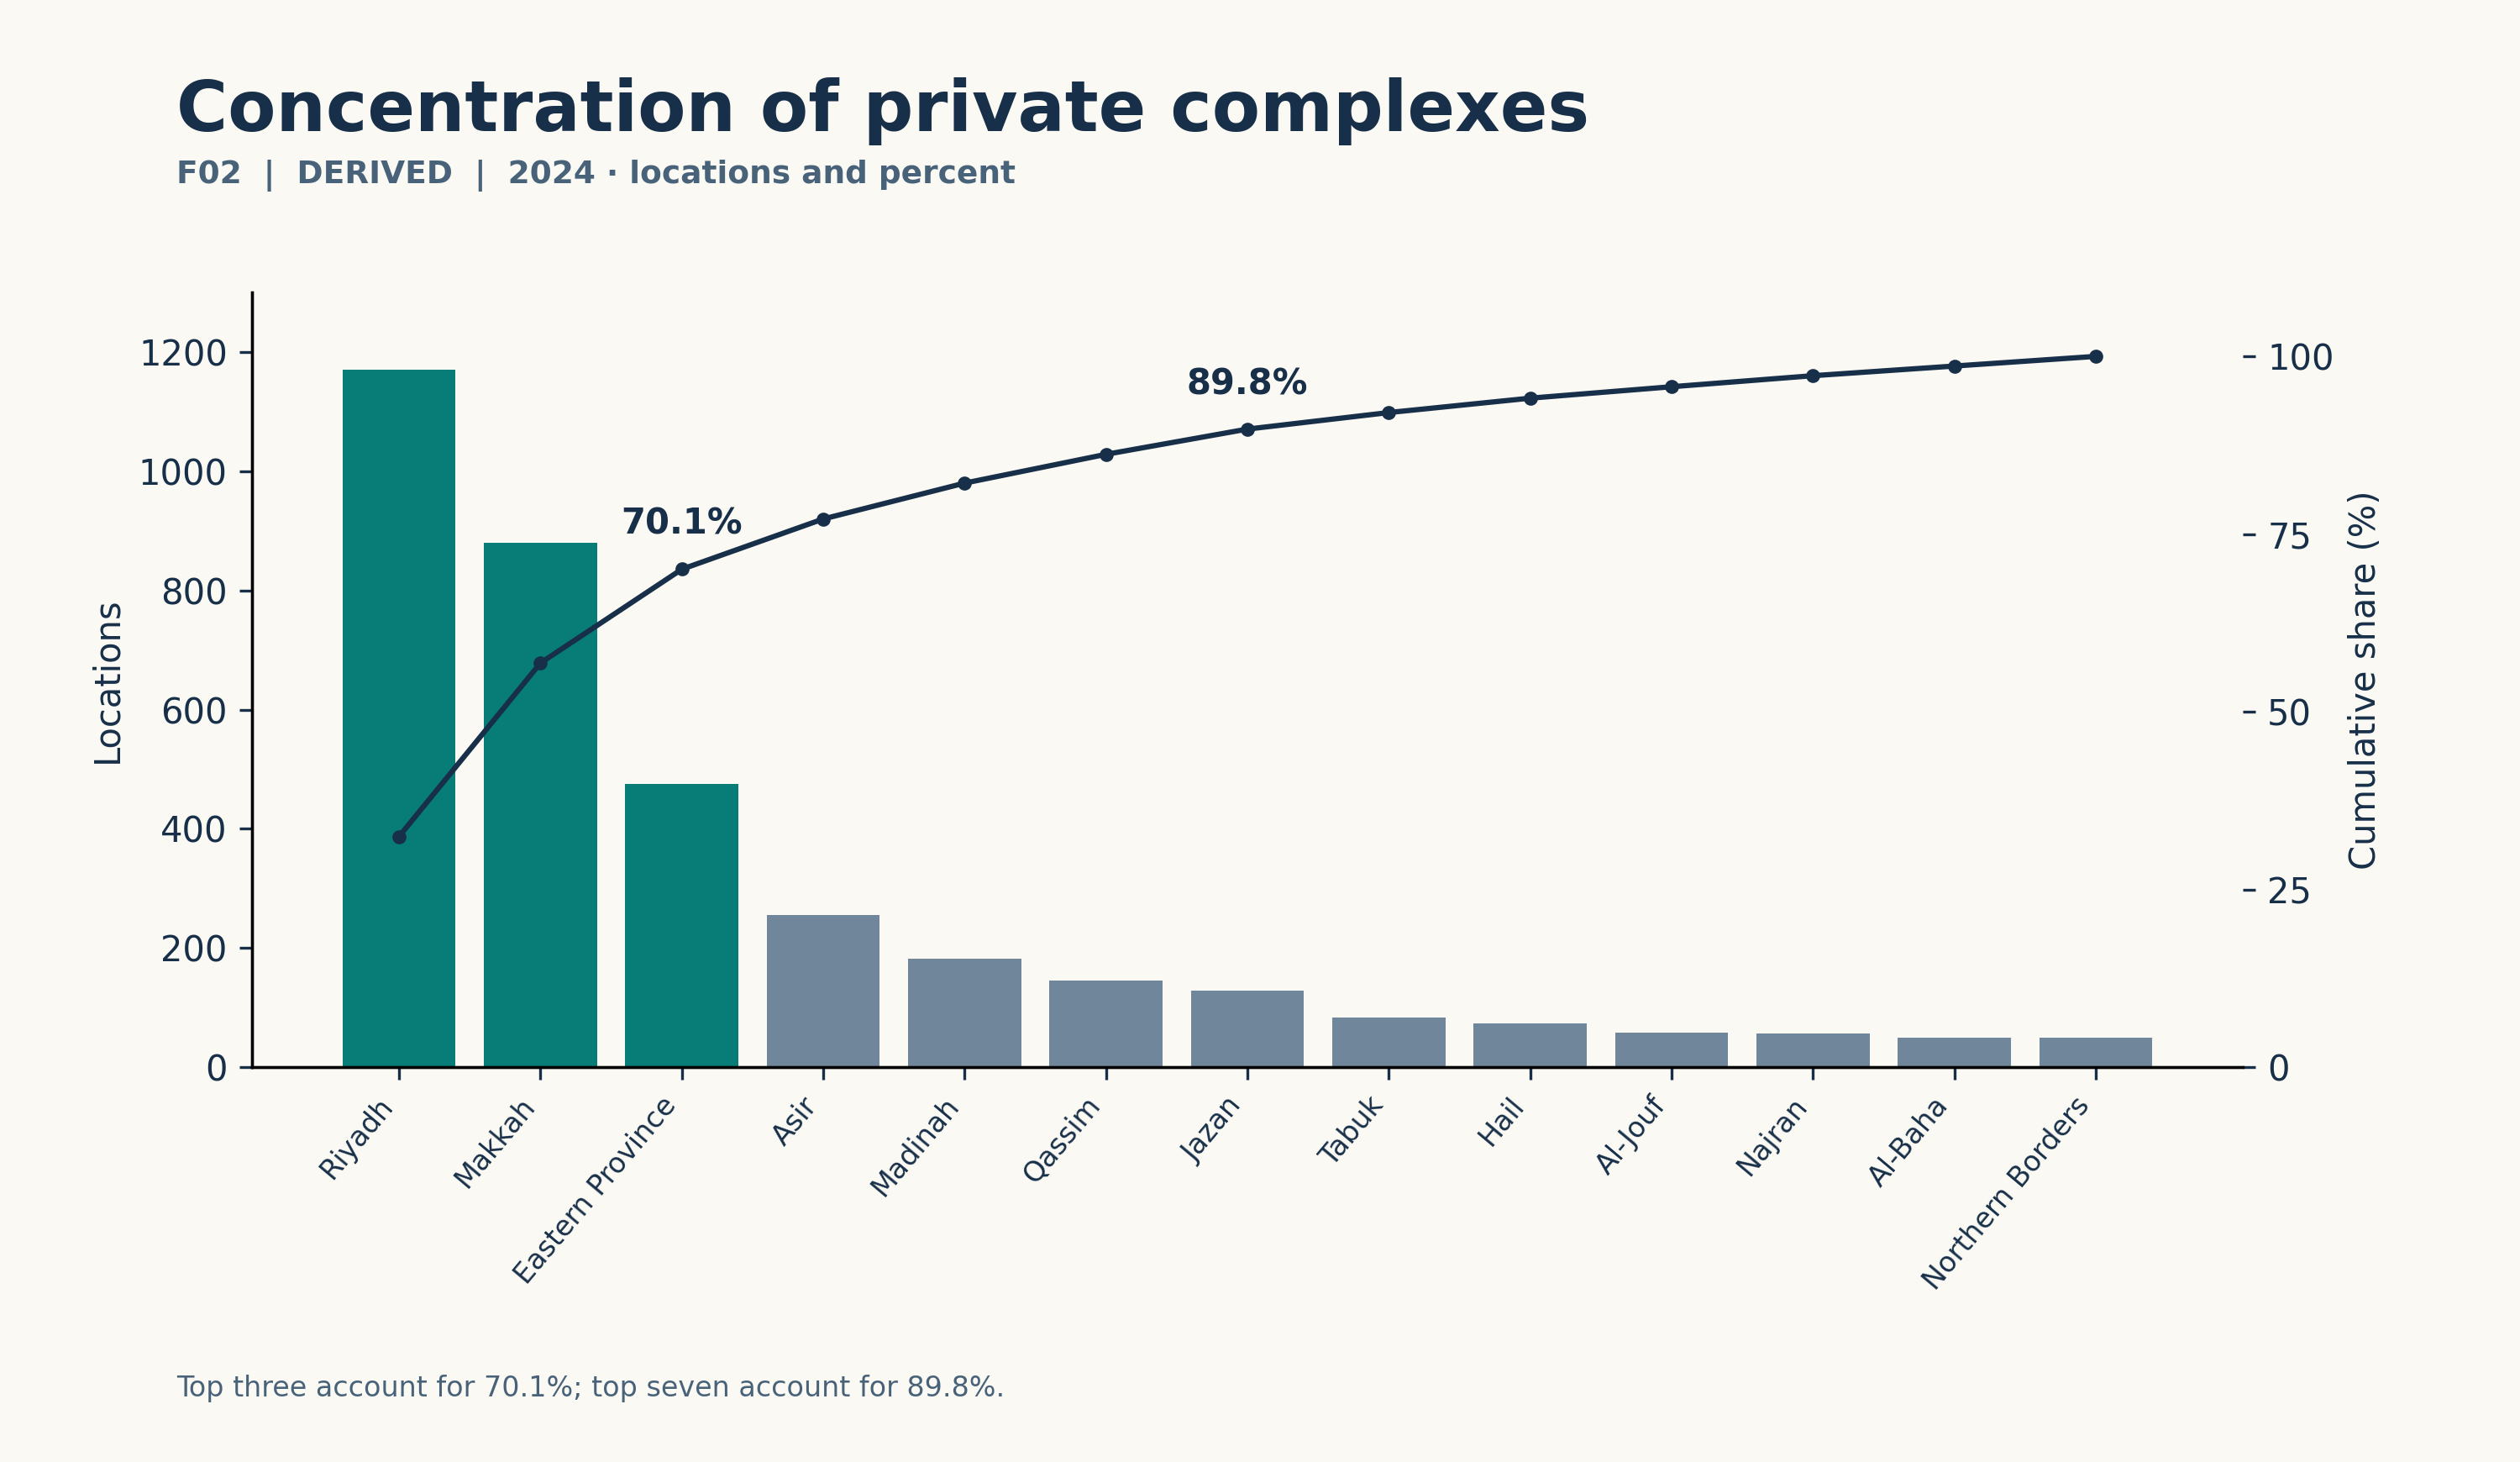 Concentration of private complexes
F02 | DERIVED | 2024 · locations and percent
1200
1000
800
600
400
200
0
Locations
70.1%
89.8%
100
75
50
25
0
Cumulative share (%)
Riyadh
Makkah
Eastern Province
Asir
Madinah
Qassim
Jazan
Tabuk
Hail
Al-Jouf
Najran
Al-Baha
Northern Borders
Top three account for 70.1%; top seven account for 89.8%.